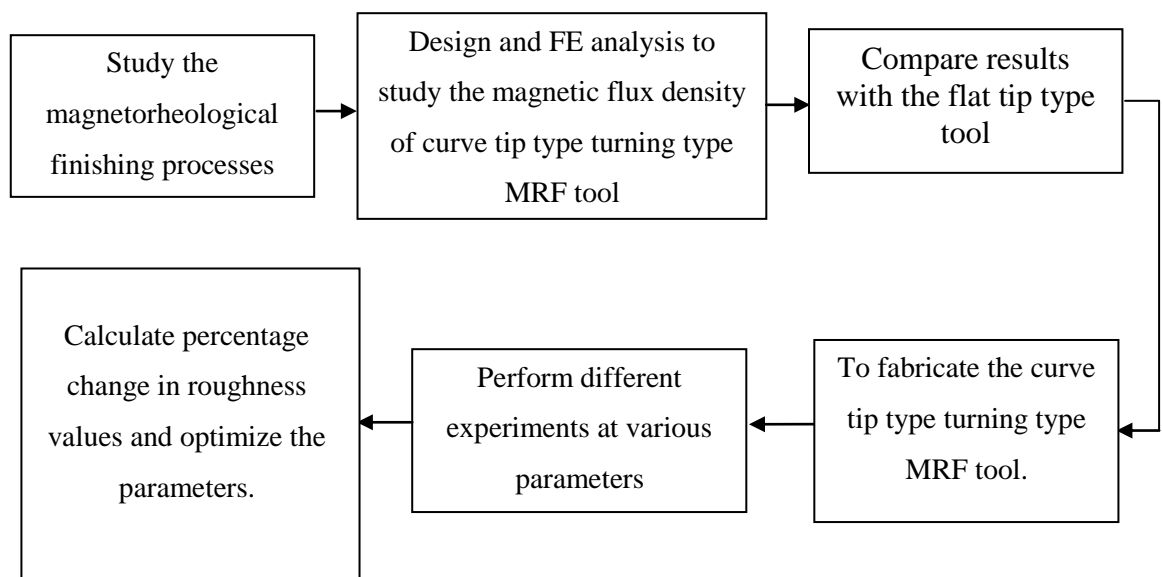 Study the
magnetorheological
finishing processes
Design and FE analysis to
study the magnetic flux density
of curve tip type turning type
MRF tool
Compare results
with the flat tip type
tool
To fabricate the curve
tip type turning type
MRF tool.
Perform different
experiments at various
parameters
Calculate percentage
change in roughness
values and optimize the
parameters.